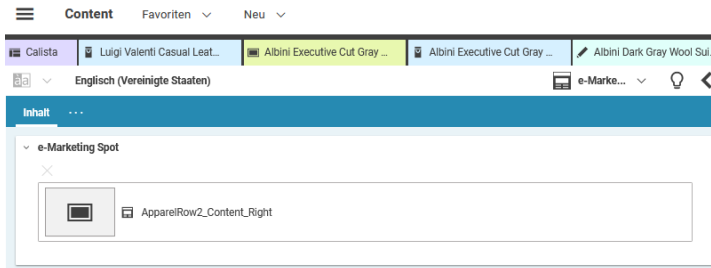 Content Favoriten Neu
Calista Luigi Valenti Casual Leat... Albini Executive Cut Gray ... Albini Executive Cut Gray ... Albini Dark Gray Wool Sui.
āa Englisch (Vereinigte Staaten) e-Marke...
Inhalt ...
e-Marketing Spot
ApparelRow2_Content_Right